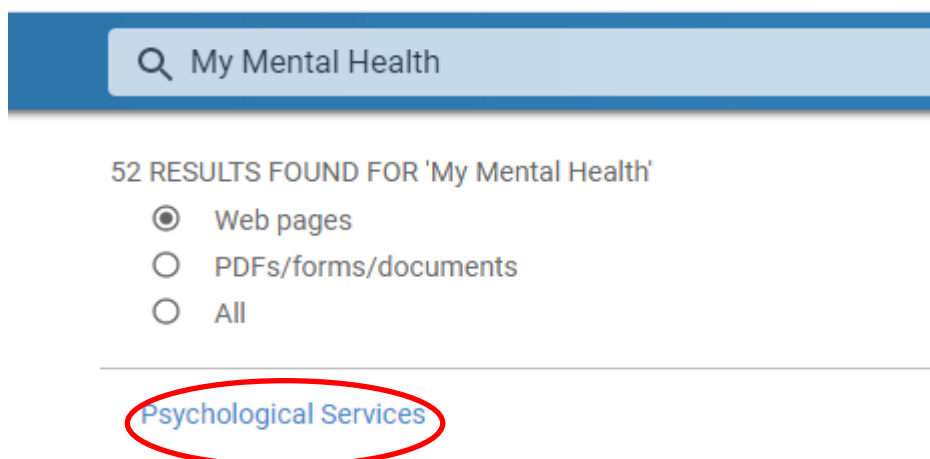 My Mental Health
52 RESULTS FOUND FOR 'My Mental Health'
Web pages
PDFs/forms/documents
All
Psychological Services